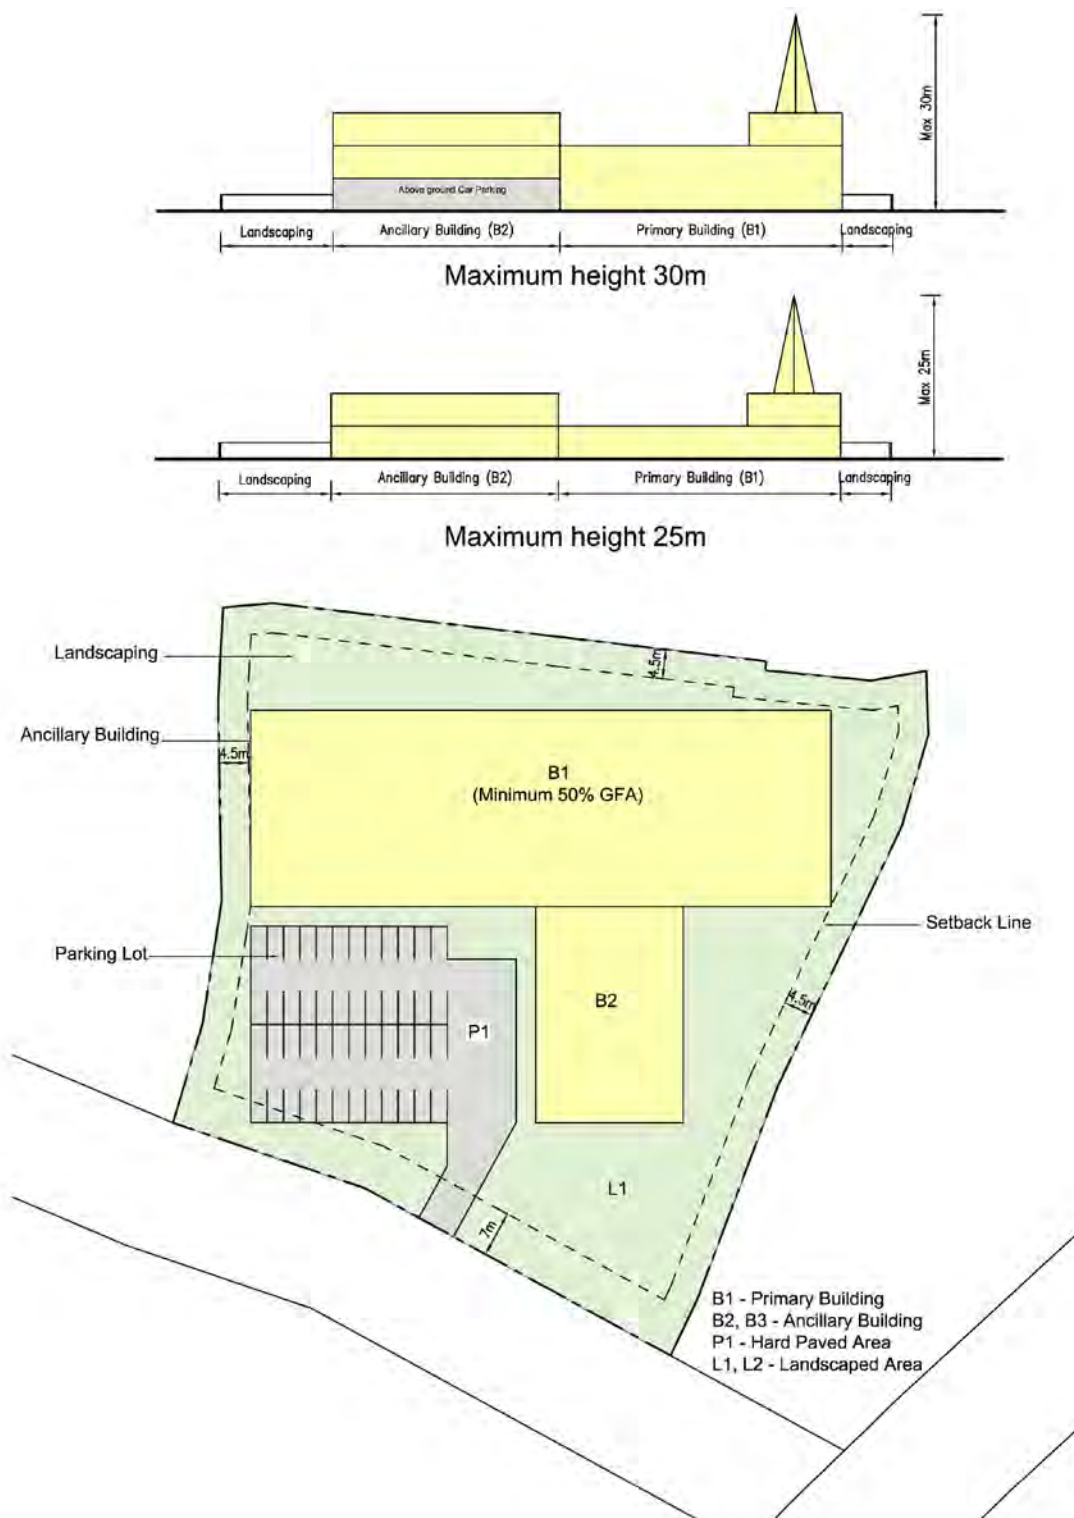 Max 30m
Above ground Car Parking
Landscaping
Ancillary Building (B2)
Primary Building (B1)
Landscaping
Maximum height 30m
Max 25m
Landscaping
Ancillary Building (B2)
Primary Building (B1)
Landscaping
Maximum height 25m
Landscaping
4.5m
Ancillary Building
4.5m
B1
(Minimum 50% GFA)
Setback Line
Parking Lot
4.5m
B2
P1
L1
7m
B1 - Primary Building
B2, B3 - Ancillary Building
P1 - Hard Paved Area
L1, L2 - Landscaped Area